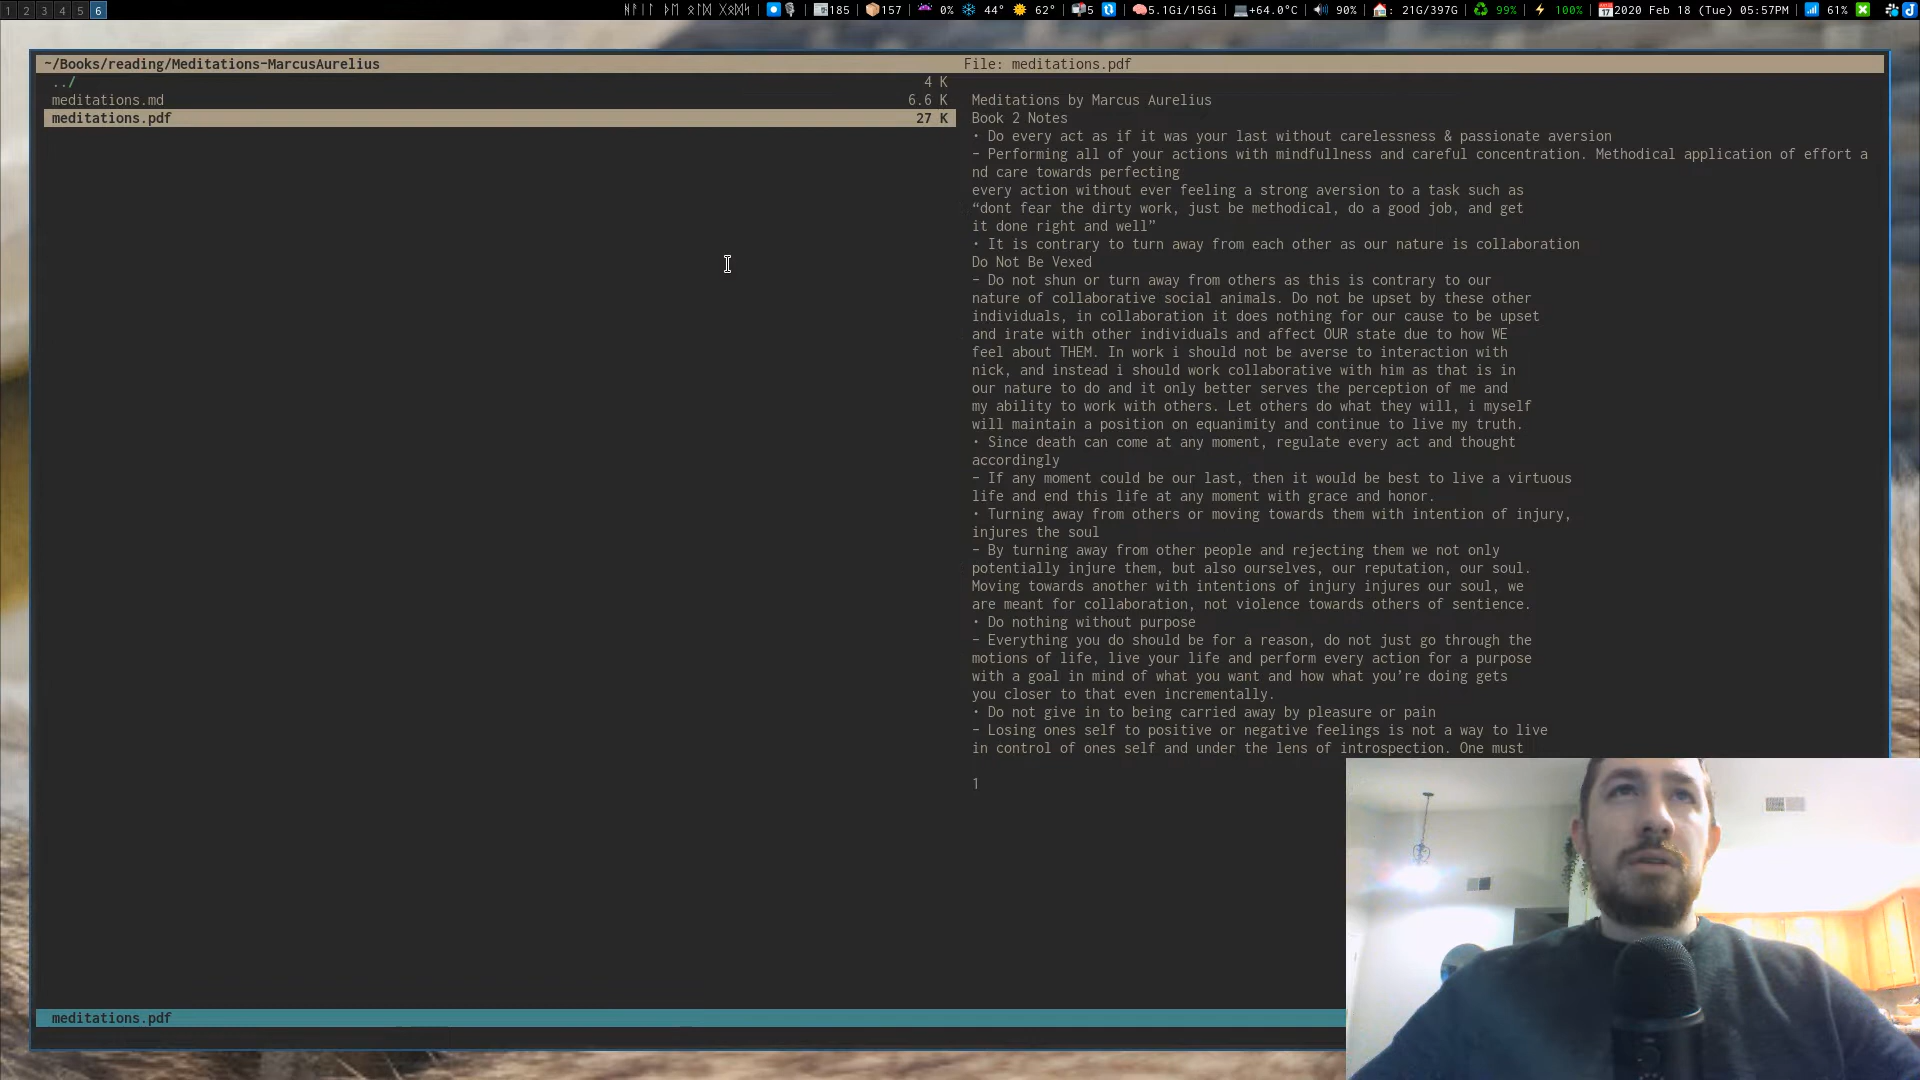 1 2 3 4 5 6
ᚺᚨᛁᛚ ᚦᛖ ᛟᛚᛞ ᚷᛟᛞᛊ | 185 | 157 | 0% 44° 62° | 5 | 5.1Gi/15Gi | +64.0°C | 90% | : 21G/397G | 99% | 100% | 2020 Feb 18 (Tue) 05:57PM | 61%
~/Books/reading/Meditations-MarcusAurelius
../ 4 K
meditations.md 6.6 K
meditations.pdf 27 K
File: meditations.pdf
Meditations by Marcus Aurelius
Book 2 Notes
• Do every act as if it was your last without carelessness & passionate aversion
– Performing all of your actions with mindfullness and careful concentration. Methodical application of effort a
nd care towards perfecting
every action without ever feeling a strong aversion to a task such as
“dont fear the dirty work, just be methodical, do a good job, and get
it done right and well”
• It is contrary to turn away from each other as our nature is collaboration
Do Not Be Vexed
– Do not shun or turn away from others as this is contrary to our
nature of collaborative social animals. Do not be upset by these other
individuals, in collaboration it does nothing for our cause to be upset
and irate with other individuals and affect OUR state due to how WE
feel about THEM. In work i should not be averse to interaction with
nick, and instead i should work collaborative with him as that is in
our nature to do and it only better serves the perception of me and
my ability to work with others. Let others do what they will, i myself
will maintain a position on equanimity and continue to live my truth.
• Since death can come at any moment, regulate every act and thought
accordingly
– If any moment could be our last, then it would be best to live a virtuous
life and end this life at any moment with grace and honor.
• Turning away from others or moving towards them with intention of injury,
injures the soul
– By turning away from other people and rejecting them we not only
potentially injure them, but also ourselves, our reputation, our soul.
Moving towards another with intentions of injury injures our soul, we
are meant for collaboration, not violence towards others of sentience.
• Do nothing without purpose
– Everything you do should be for a reason, do not just go through the
motions of life, live your life and perform every action for a purpose
with a goal in mind of what you want and how what you’re doing gets
you closer to that even incrementally.
• Do not give in to being carried away by pleasure or pain
– Losing ones self to positive or negative feelings is not a way to live
in control of ones self and under the lens of introspection. One must
1
meditations.pdf